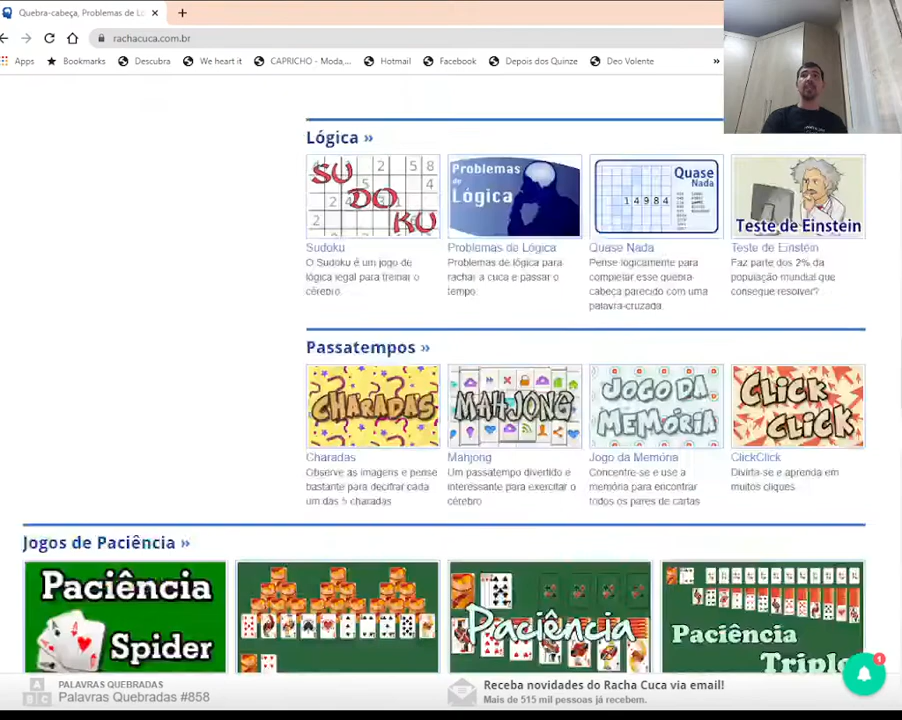 Quebra-cabeça, Problemas de Ló
rachacuca.com.br
Apps
Bookmarks
Descubra
We heart it
CAPRICHO - Moda,...
Hotmail
Facebook
Depois dos Quinze
Deo Volente
»
Lógica »
SU
DO
KU
Problemas
de
Lógica
Quase
Nada
1 4 9 8 4
Teste de Einstein
Sudoku
O Sudoku é um jogo de
lógica legal para treinar o
cérebro.
Problemas de Lógica
Problemas de lógica para
rachar a cuca e passar o
tempo.
Quase Nada
Pense logicamente para
completar esse quebra-
cabeça parecido com uma
palavra-cruzada
Teste de Einstein
Faz parte dos 2% da
população mundial que
consegue resolver?
Passatempos »
CHARADAS
MAHJONG
JOGO DA
MEMÓRIA
CLICK
CLICK
Charadas
Observe as imagens e pense
bastante para decifrar cada
um das 5 charadas
Mahjong
Um passatempo divertido e
interessante para exercitar o
cérebro
Jogo da Memória
Concentre-se e use a
memória para encontrar
todos os pares de cartas
ClickClick
Divirta-se e aprenda em
muitos cliques
Jogos de Paciência »
Paciência
Spider
Paciência
Paciência
Tripla
PALAVRAS QUEBRADAS
Palavras Quebradas #858
Receba novidades do Racha Cuca via email!
Mais de 515 mil pessoas já recebem.
1